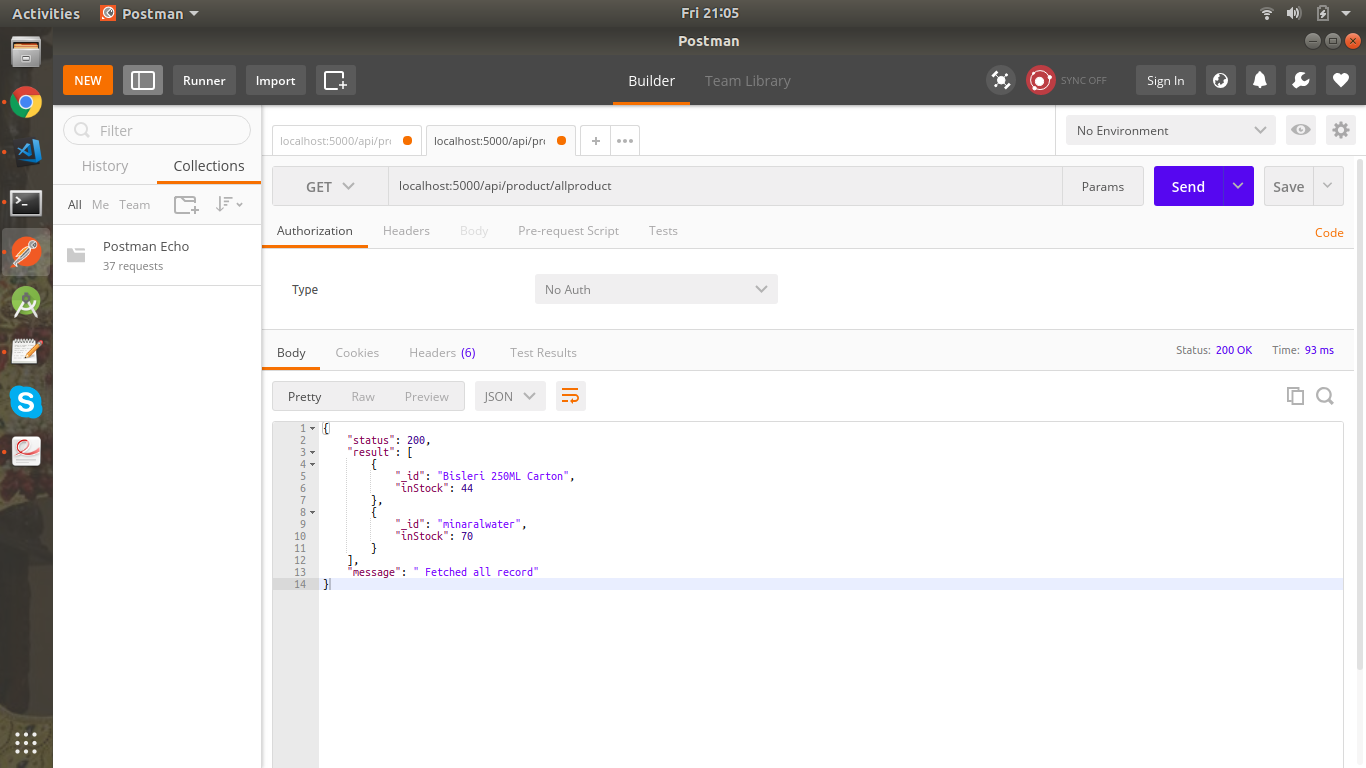 Activities Postman Fri 21:05
Postman
NEW Runner Import Builder Team Library SYNC OFF Sign In
Filter
History Collections
All Me Team
Postman Echo
37 requests
localhost:5000/api/pr localhost:5000/api/pr + ••• No Environment
GET localhost:5000/api/product/allproduct Params Send Save
Authorization Headers Body Pre-request Script Tests Code
Type No Auth
Body Cookies Headers (6) Test Results Status: 200 OK Time: 93 ms
Pretty Raw Preview JSON
1 {
2 "status": 200,
3 "result": [
4 {
5 "_id": "Bisleri 250ML Carton",
6 "inStock": 44
7 },
8 {
9 "_id": "minaralwater",
10 "inStock": 70
11 }
12 ],
13 "message": " Fetched all record"
14 }